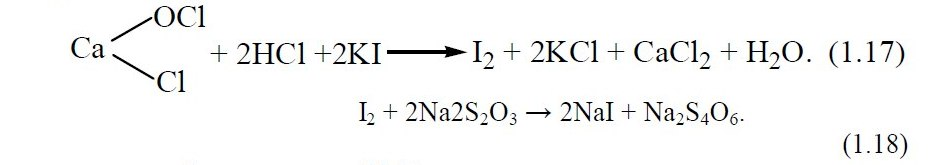 OCl
Ca + 2HCl +2KI → I₂ + 2KCl + CaCl₂ + H₂O. (1.17)
Cl
I₂ + 2Na2S₂O₃ → 2NaI + Na₂S₄O₆.
(1.18)